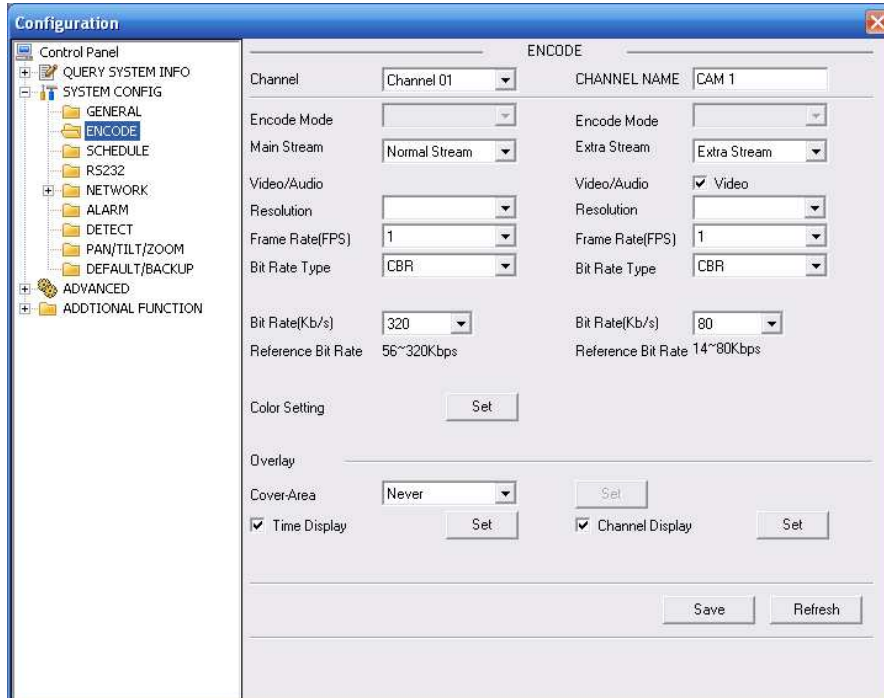 Configuration
Control Panel
QUERY SYSTEM INFO
SYSTEM CONFIG
GENERAL
ENCODE
SCHEDULE
RS232
NETWORK
ALARM
DETECT
PAN/TILT/ZOOM
DEFAULT/BACKUP
ADVANCED
ADDTIONAL FUNCTION
ENCODE
Channel Channel 01 CHANNEL NAME CAM 1
Encode Mode Encode Mode
Main Stream Normal Stream Extra Stream Extra Stream
Video/Audio Video/Audio Video
Resolution Resolution
Frame Rate(FPS) 1 Frame Rate(FPS) 1
Bit Rate Type CBR Bit Rate Type CBR
Bit Rate(Kb/s) 320 Bit Rate(Kb/s) 80
Reference Bit Rate 56~320Kbps Reference Bit Rate 14~80Kbps
Color Setting Set
Overlay
Cover-Area Never Set
Time Display Set Channel Display Set
Save Refresh